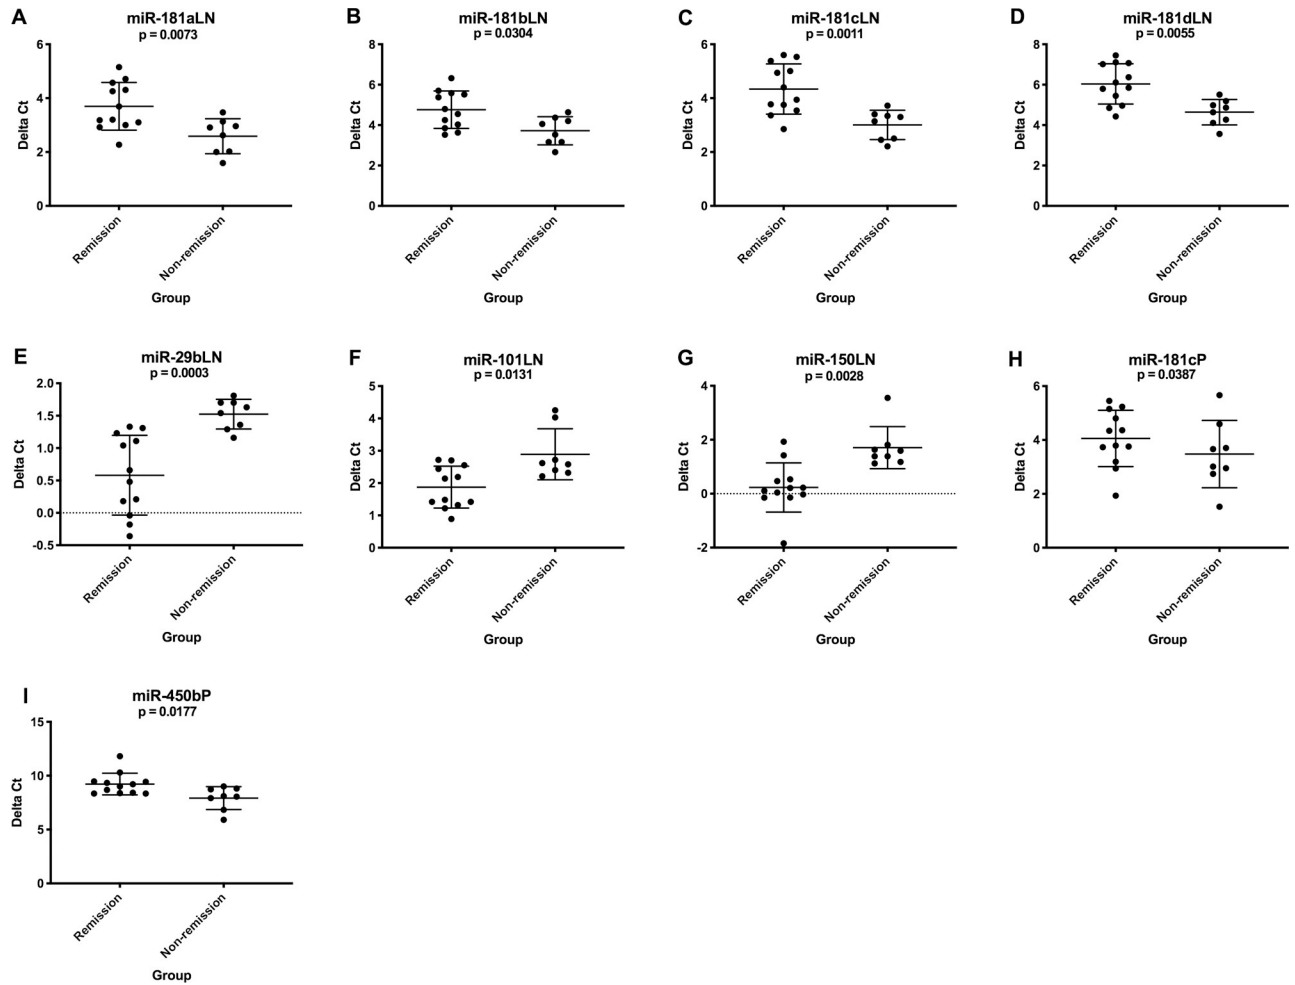 A
miR-181aLN
p = 0.0073
Delta Ct
6
4
2
0
Remission
Non-remission
Group
B
miR-181bLN
p = 0.0304
Delta Ct
8
6
4
2
0
Remission
Non-remission
Group
C
miR-181cLN
p = 0.0011
Delta Ct
6
4
2
0
Remission
Non-remission
Group
D
miR-181dLN
p = 0.0055
Delta Ct
8
6
4
2
0
Remission
Non-remission
Group
E
miR-29bLN
p = 0.0003
Delta Ct
2.0
1.5
1.0
0.5
0.0
-0.5
Remission
Non-remission
Group
F
miR-101LN
p = 0.0131
Delta Ct
5
4
3
2
1
0
Remission
Non-remission
Group
G
miR-150LN
p = 0.0028
Delta Ct
4
2
0
-2
Remission
Non-remission
Group
H
miR-181cP
p = 0.0387
Delta Ct
6
4
2
0
Remission
Non-remission
Group
I
miR-450bP
p = 0.0177
Delta Ct
15
10
5
0
Remission
Non-remission
Group